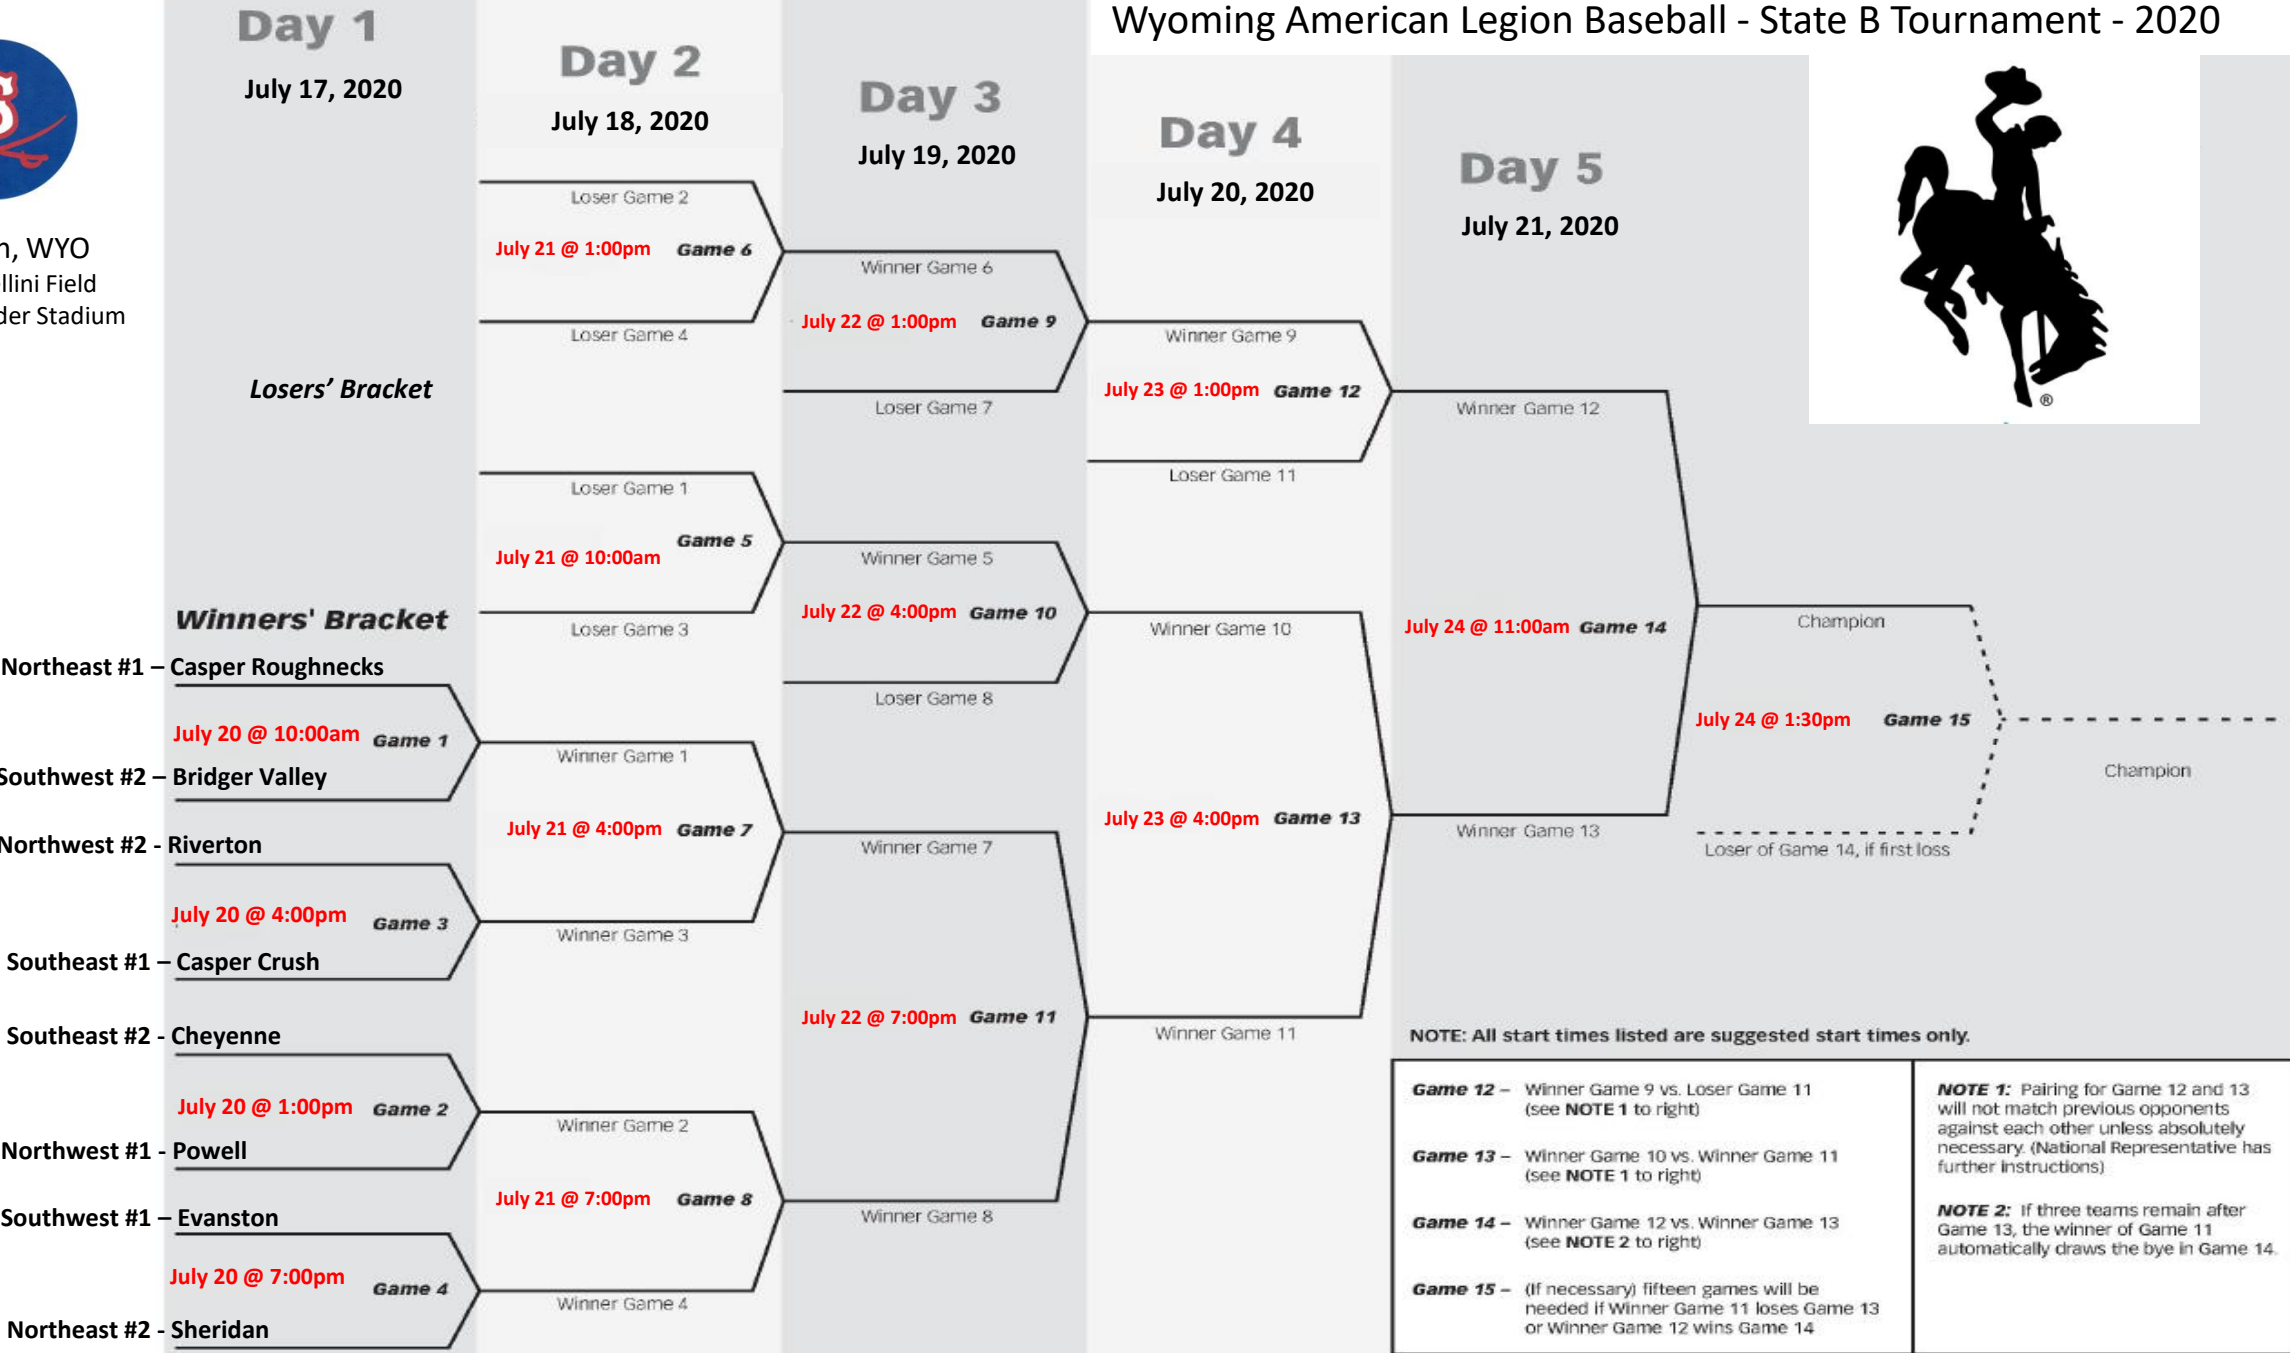 Wyoming American Legion Baseball - State B Tournament - 2020
WYO
Field
Stadium
Day 1
July 17, 2020
Day 2
July 18, 2020
Day 3
July 19, 2020
Day 4
July 20, 2020
Day 5
July 21, 2020
®
Losers' Bracket
Loser Game 2
July 21 @ 1:00pm Game 6
Loser Game 4
Loser Game 1
Game 5
July 21 @ 10:00am
Loser Game 3
Winner Game 6
July 22 @ 1:00pm Game 9
Loser Game 7
Winner Game 5
July 22 @ 4:00pm Game 10
Loser Game 8
Winner Game 9
July 23 @ 1:00pm Game 12
Loser Game 11
Winner Game 12
Winner Game 10
July 24 @ 11:00am Game 14
Champion
July 24 @ 1:30pm Game 15
Champion
Winner Game 13
Loser of Game 14, if first loss
Winners' Bracket
Northeast #1 – Casper Roughnecks
July 20 @ 10:00am Game 1
Southwest #2 – Bridger Valley
Northwest #2 - Riverton
July 20 @ 4:00pm Game 3
Southeast #1 – Casper Crush
Southeast #2 - Cheyenne
July 20 @ 1:00pm Game 2
Northwest #1 - Powell
Southwest #1 – Evanston
July 20 @ 7:00pm Game 4
Northeast #2 - Sheridan
Winner Game 1
July 21 @ 4:00pm Game 7
Winner Game 3
Winner Game 2
July 21 @ 7:00pm Game 8
Winner Game 4
Winner Game 7
July 22 @ 7:00pm Game 11
Winner Game 8
July 23 @ 4:00pm Game 13
Winner Game 11
NOTE: All start times listed are suggested start times only.
Game 12 – Winner Game 9 vs. Loser Game 11
(see NOTE 1 to right)
Game 13 – Winner Game 10 vs. Winner Game 11
(see NOTE 1 to right)
Game 14 – Winner Game 12 vs. Winner Game 13
(see NOTE 2 to right)
Game 15 – (If necessary) fifteen games will be
needed if Winner Game 11 loses Game 13
or Winner Game 12 wins Game 14
NOTE 1: Pairing for Game 12 and 13
will not match previous opponents
against each other unless absolutely
necessary. (National Representative has
further instructions)
NOTE 2: If three teams remain after
Game 13, the winner of Game 11
automatically draws the bye in Game 14.